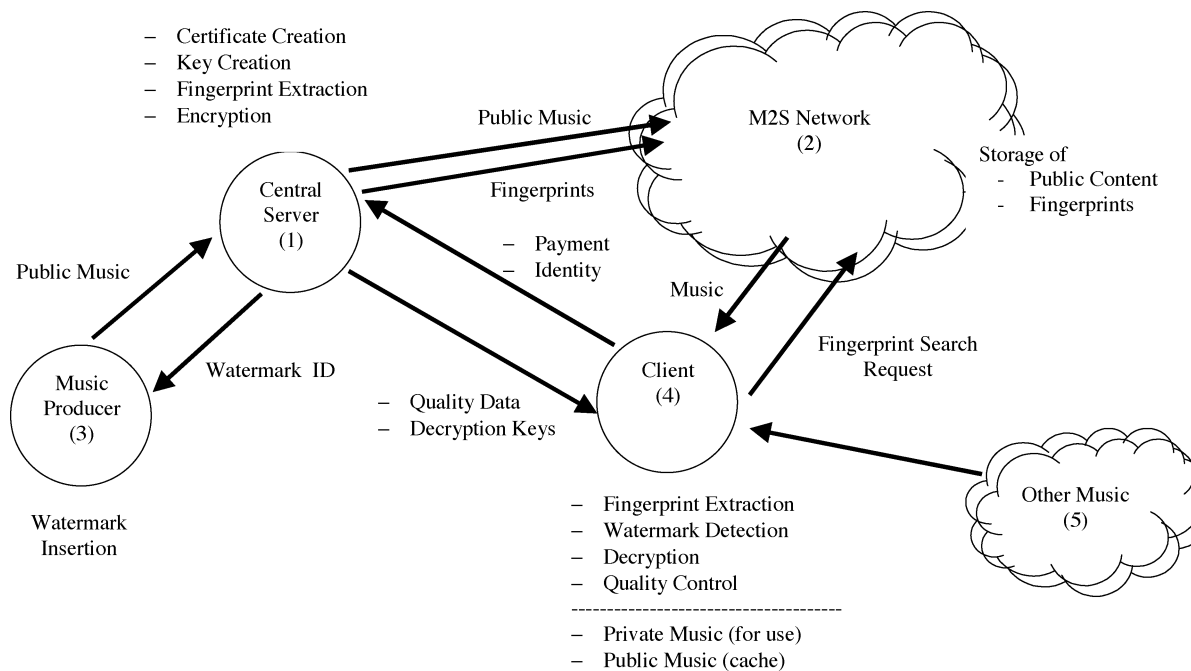 – Certificate Creation
– Key Creation
– Fingerprint Extraction
– Encryption
Public Music
Fingerprints
M2S Network
(2)
Storage of
- Public Content
- Fingerprints
Central
Server
(1)
– Payment
– Identity
Public Music
Music
Watermark ID
Fingerprint Search
Request
Music
Producer
(3)
Client
(4)
– Quality Data
– Decryption Keys
Other Music
(5)
Watermark
Insertion
– Fingerprint Extraction
– Watermark Detection
– Decryption
– Quality Control
--------------------------------------
– Private Music (for use)
– Public Music (cache)